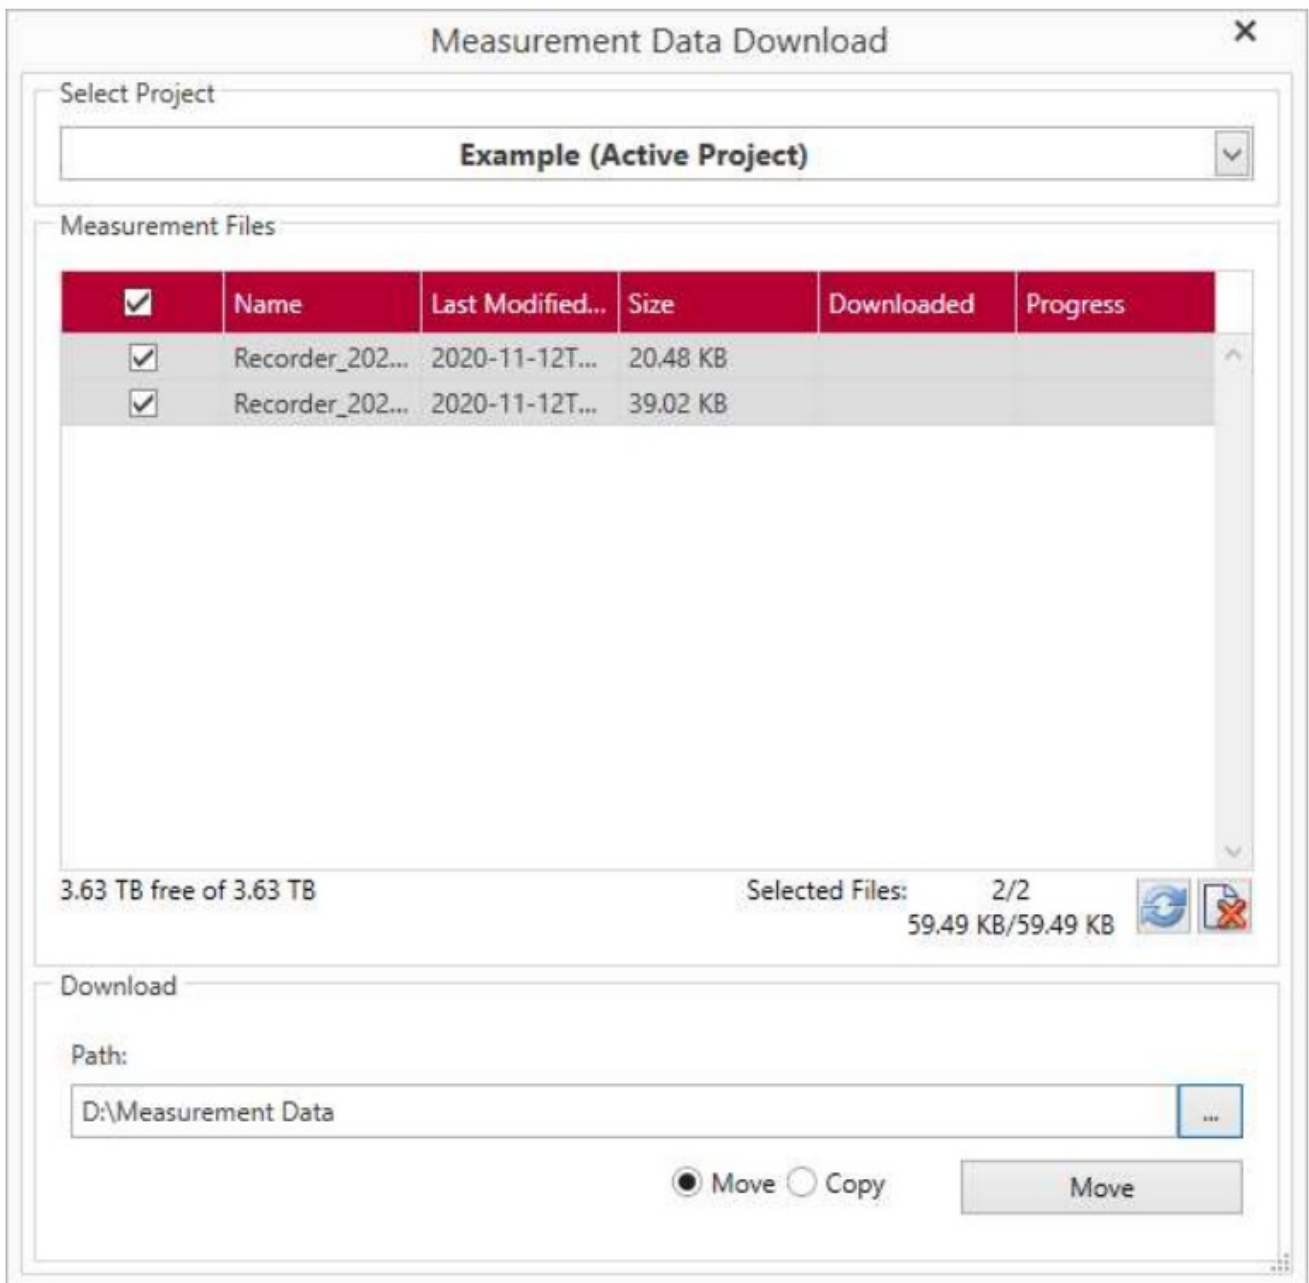 Measurement Data Download
Select Project
Example (Active Project)
Measurement Files
Name Last Modified... Size Downloaded Progress
Recorder_202... 2020-11-12T... 20.48 KB
Recorder_202... 2020-11-12T... 39.02 KB
3.63 TB free of 3.63 TB Selected Files: 2/2
59.49 KB/59.49 KB
Download
Path:
D:\Measurement Data ...
Move Copy Move